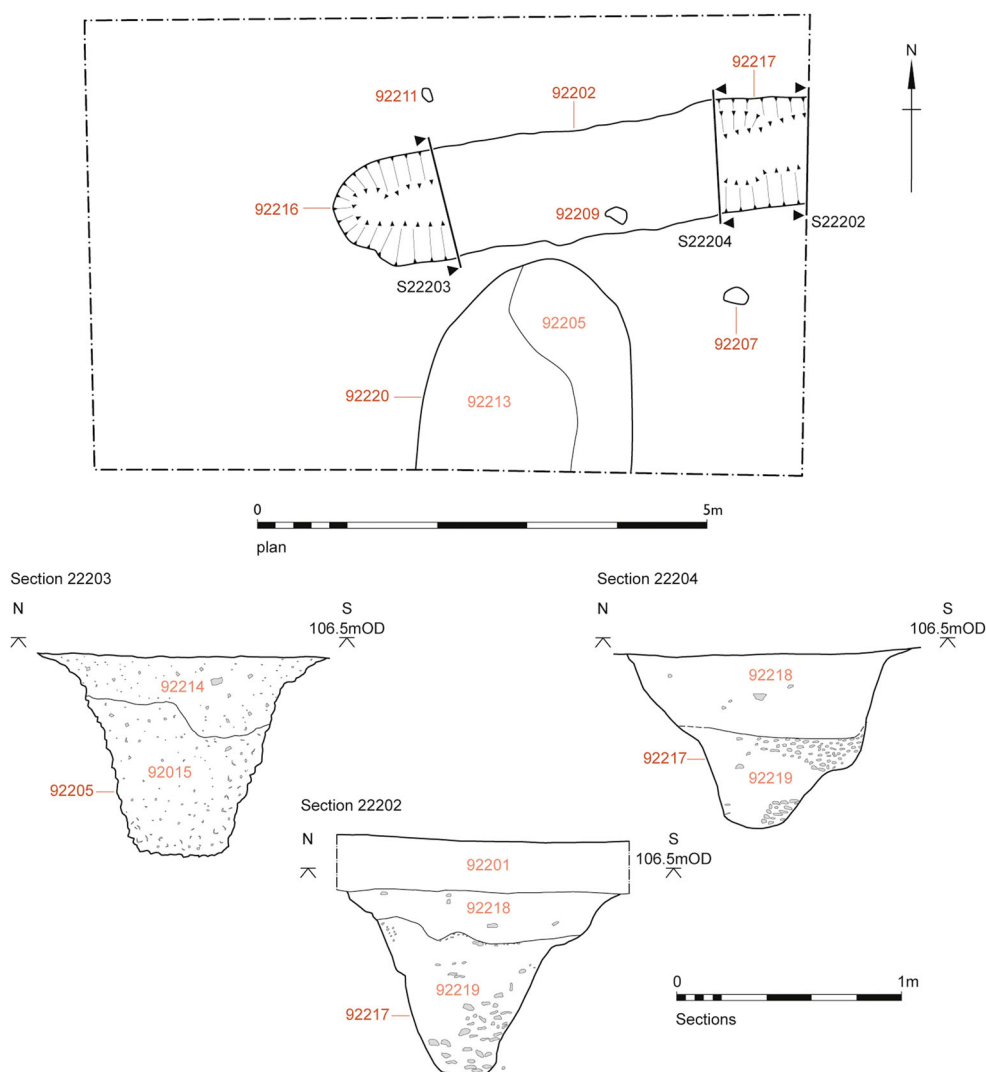 N
92217
92211
92202
92216
92209
S22202
S22204
S22203
92205
92207
92220
92213
0 5m
plan
Section 22203
N S
106.5mOD
92214
92015
92205
Section 22204
N S
106.5mOD
92218
92217
92219
Section 22202
N S
106.5mOD
92201
92218
92219
92217
0 1m
Sections